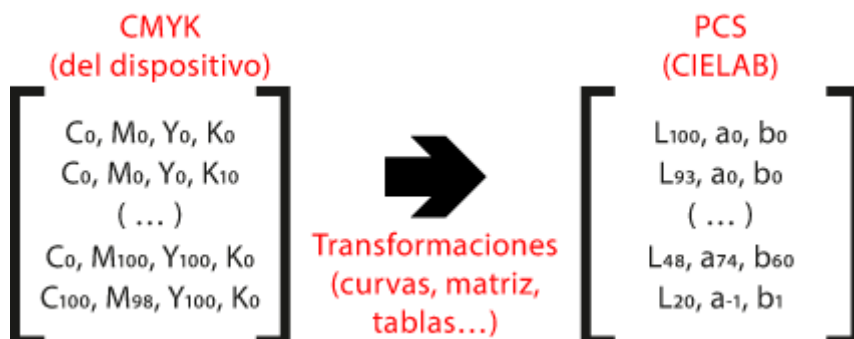 CMYK
(del dispositivo)
C0, M0, Y0, K0
C0, M0, Y0, K10
( ... )
C0, M100, Y100, K0
C100, M98, Y100, K0
Transformaciones
(curvas, matriz,
tablas...)
PCS
(CIELAB)
L100, a0, b0
L93, a0, b0
( ... )
L48, a74, b60
L20, a-1, b1